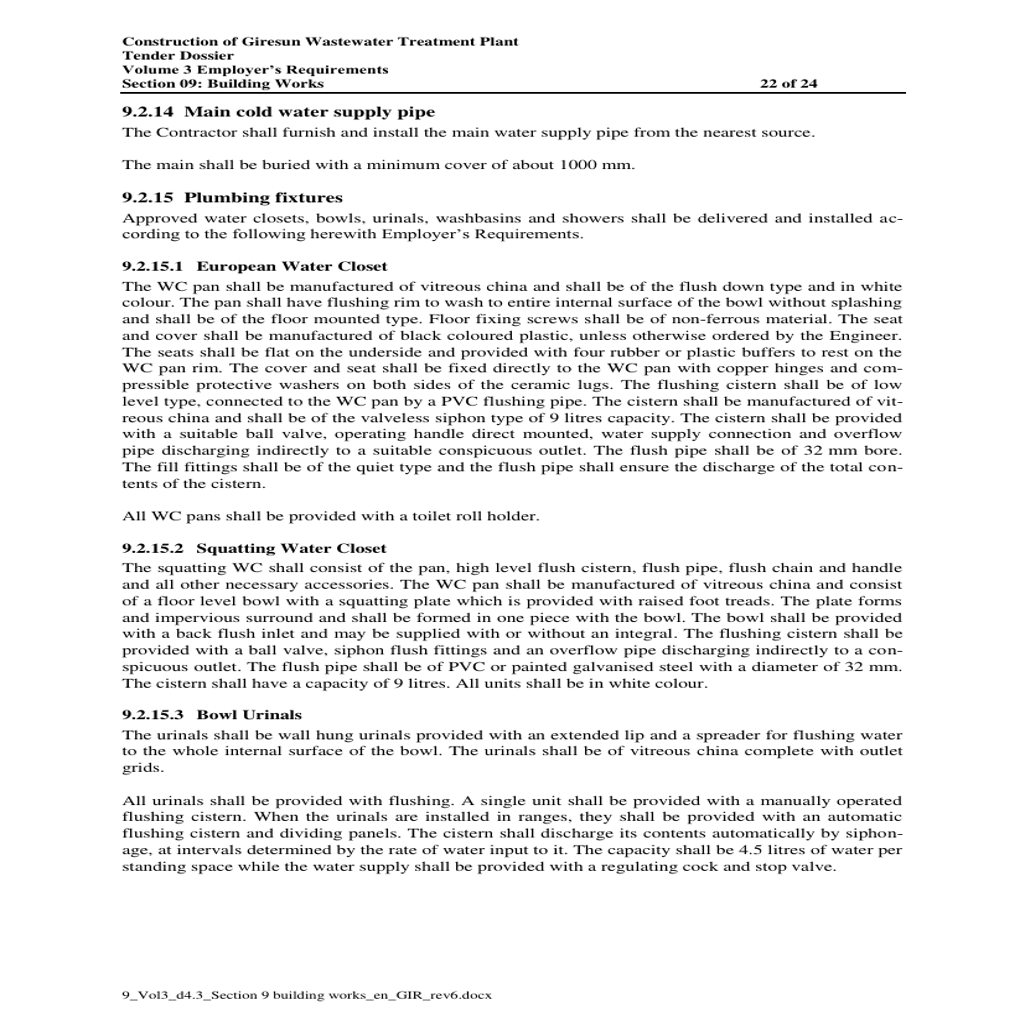 Construction of Giresun Wastewater Treatment Plant
Tender Dossier
Volume 3 Employer's Requirements
Section 09: Building Works 22 of 24
9.2.14 Main cold water supply pipe
The Contractor shall furnish and install the main water supply pipe from the nearest source.
The main shall be buried with a minimum cover of about 1000 mm.
9.2.15 Plumbing fixtures
Approved water closets, bowls, urinals, washbasins and showers shall be delivered and installed ac-
cording to the following herewith Employer's Requirements.
9.2.15.1 European Water Closet
The WC pan shall be manufactured of vitreous china and shall be of the flush down type and in white
colour. The pan shall have flushing rim to wash to entire internal surface of the bowl without splashing
and shall be of the floor mounted type. Floor fixing screws shall be of non-ferrous material. The seat
and cover shall be manufactured of black coloured plastic, unless otherwise ordered by the Engineer.
The seats shall be flat on the underside and provided with four rubber or plastic buffers to rest on the
WC pan rim. The cover and seat shall be fixed directly to the WC pan with copper hinges and com-
pressible protective washers on both sides of the ceramic lugs. The flushing cistern shall be of low
level type, connected to the WC pan by a PVC flushing pipe. The cistern shall be manufactured of vit-
reous china and shall be of the valveless siphon type of 9 litres capacity. The cistern shall be provided
with a suitable ball valve, operating handle direct mounted, water supply connection and overflow
pipe discharging indirectly to a suitable conspicuous outlet. The flush pipe shall be of 32 mm bore.
The fill fittings shall be of the quiet type and the flush pipe shall ensure the discharge of the total con-
tents of the cistern.
All WC pans shall be provided with a toilet roll holder.
9.2.15.2 Squatting Water Closet
The squatting WC shall consist of the pan, high level flush cistern, flush pipe, flush chain and handle
and all other necessary accessories. The WC pan shall be manufactured of vitreous china and consist
of a floor level bowl with a squatting plate which is provided with raised foot treads. The plate forms
and impervious surround and shall be formed in one piece with the bowl. The bowl shall be provided
with a back flush inlet and may be supplied with or without an integral. The flushing cistern shall be
provided with a ball valve, siphon flush fittings and an overflow pipe discharging indirectly to a con-
spicuous outlet. The flush pipe shall be of PVC or painted galvanised steel with a diameter of 32 mm.
The cistern shall have a capacity of 9 litres. All units shall be in white colour.
9.2.15.3 Bowl Urinals
The urinals shall be wall hung urinals provided with an extended lip and a spreader for flushing water
to the whole internal surface of the bowl. The urinals shall be of vitreous china complete with outlet
grids.
All urinals shall be provided with flushing. A single unit shall be provided with a manually operated
flushing cistern. When the urinals are installed in ranges, they shall be provided with an automatic
flushing cistern and dividing panels. The cistern shall discharge its contents automatically by siphon-
age, at intervals determined by the rate of water input to it. The capacity shall be 4.5 litres of water per
standing space while the water supply shall be provided with a regulating cock and stop valve.
9_Vol3_d4.3_Section 9 building works_en_GIR_rev6.docx